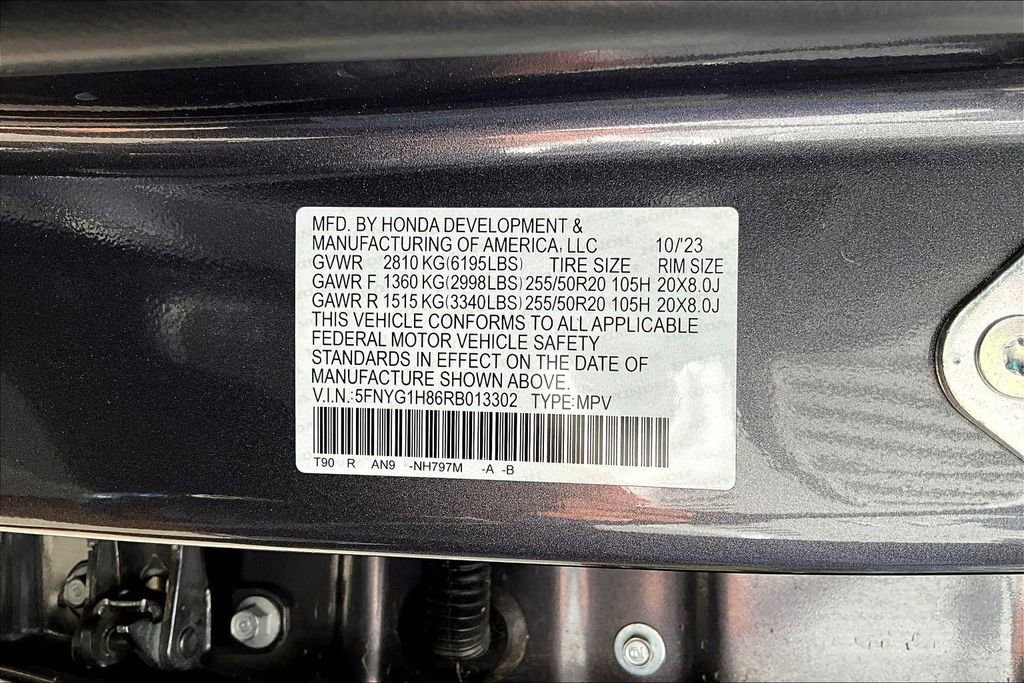 MFD. BY HONDA DEVELOPMENT &
MANUFACTURING OF AMERICA, LLC 10/'23
GVWR 2810 KG(6195LBS) TIRE SIZE RIM SIZE
GAWR F 1360 KG(2998LBS) 255/50R20 105H 20X8.0J
GAWR R 1515 KG(3340LBS) 255/50R20 105H 20X8.0J
THIS VEHICLE CONFORMS TO ALL APPLICABLE
FEDERAL MOTOR VEHICLE SAFETY
STANDARDS IN EFFECT ON THE DATE OF
MANUFACTURE SHOWN ABOVE.
V.I.N.:5FNYG1H86RB013302 TYPE:MPV
T90 R AN9 -NH797M -A -B